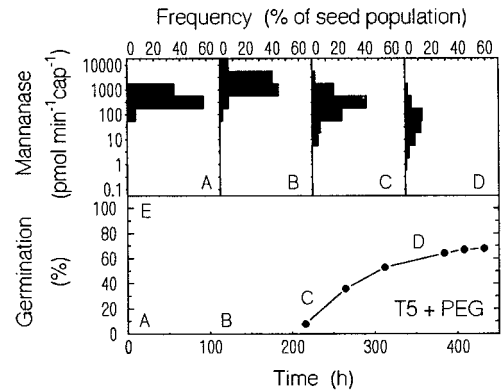 Frequency (% of seed population)
0 20 40 60 0 20 40 60 0 20 40 60 0 20 40 60
Mannanase
(pmol min⁻¹cap⁻¹)
10000
1000
100
10
1
0.1
A B C D
Germination
(%)
100
80
60
40
20
0
E
A B C D
T5 + PEG
0 100 200 300 400
Time (h)